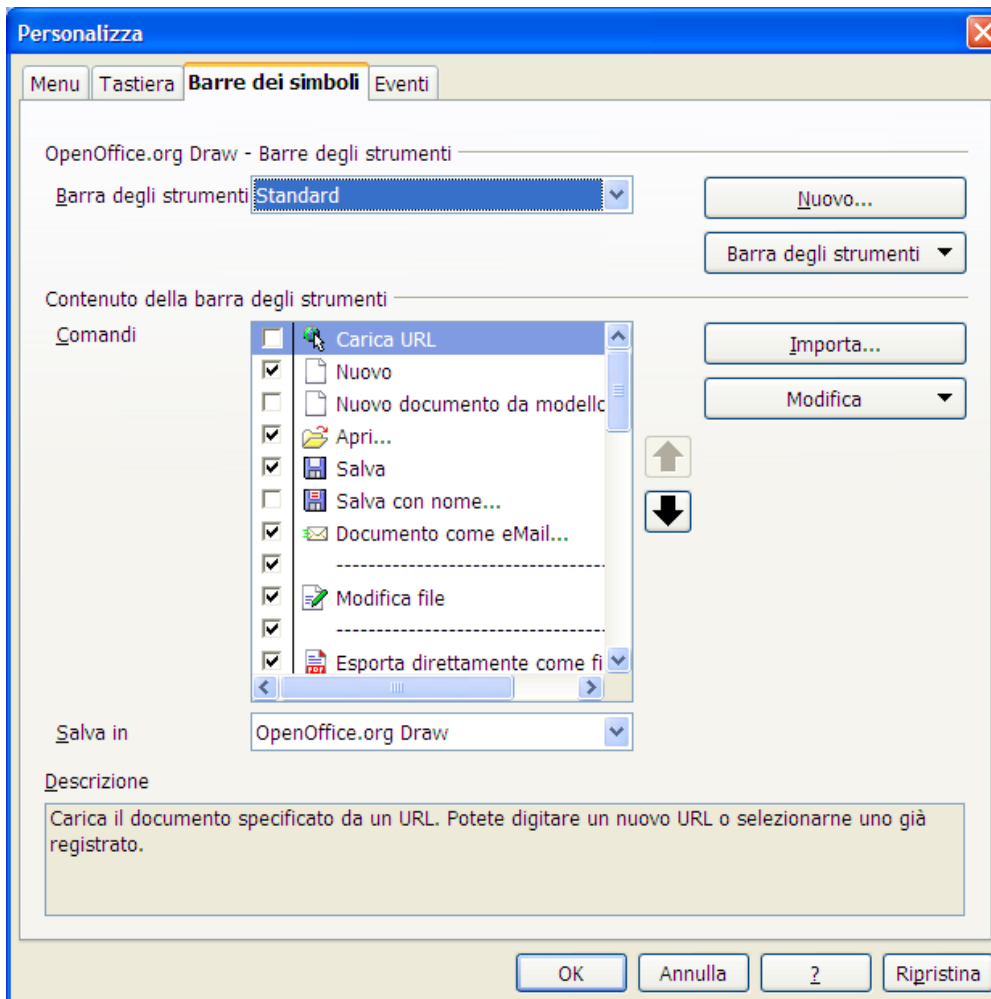 Personalizza
Menu Tastiera Barre dei simboli Eventi
OpenOffice.org Draw - Barre degli strumenti
Barra degli strumenti Standard Nuovo...
Barra degli strumenti
Contenuto della barra degli strumenti
Comandi Carica URL Importa...
Nuovo
Nuovo documento da modello Modifica
Apri...
Salva
Salva con nome...
Documento come eMail...
--------------------------------
Modifica file
--------------------------------
Esporta direttamente come fi
Salva in OpenOffice.org Draw
Descrizione
Carica il documento specificato da un URL. Potete digitare un nuovo URL o selezionarne uno già
registrato.
OK Annulla ? Ripristina